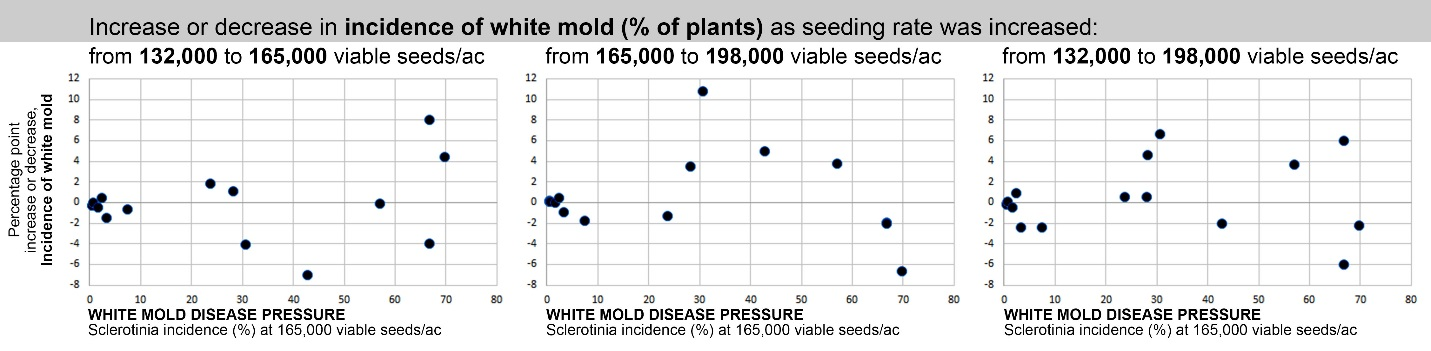 Increase or decrease in incidence of white mold (% of plants) as seeding rate was increased:
from 132,000 to 165,000 viable seeds/ac
from 165,000 to 198,000 viable seeds/ac
from 132,000 to 198,000 viable seeds/ac
Percentage point
increase or decrease,
Incidence of white mold
12
10
8
6
4
2
0
-2
-4
-6
-8
0 10 20 30 40 50 60 70 80
WHITE MOLD DISEASE PRESSURE
Sclerotinia incidence (%) at 165,000 viable seeds/ac
12
10
8
6
4
2
0
-2
-4
-6
-8
0 10 20 30 40 50 60 70 80
WHITE MOLD DISEASE PRESSURE
Sclerotinia incidence (%) at 165,000 viable seeds/ac
12
10
8
6
4
2
0
-2
-4
-6
-8
0 10 20 30 40 50 60 70 80
WHITE MOLD DISEASE PRESSURE
Sclerotinia incidence (%) at 165,000 viable seeds/ac